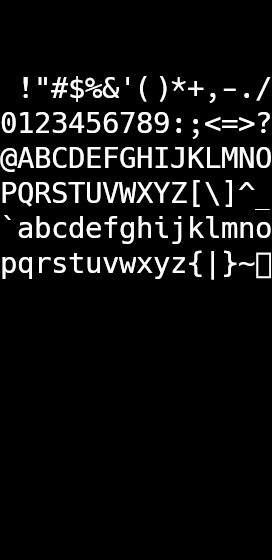 !"#$%&'()*+,-./
0123456789:;<=>?
@ABCDEFGHIJKLMNO
PQRSTUVWXYZ[\]^_
`abcdefghijklmno
pqrstuvwxyz{|}~▯